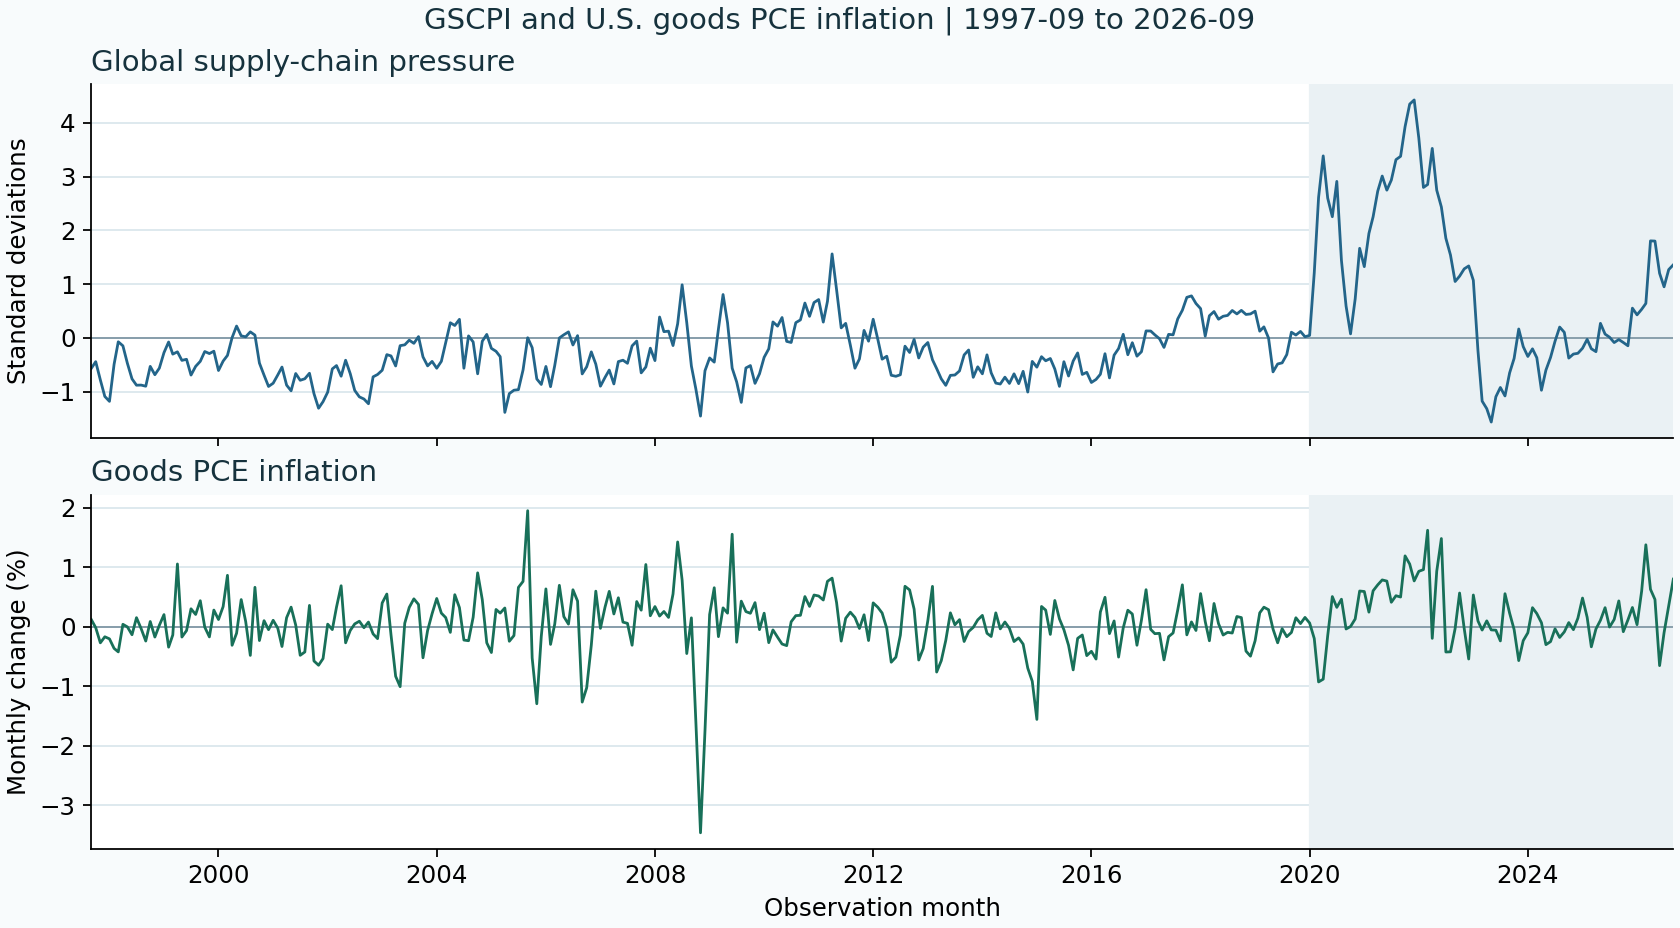 GSCPI and U.S. goods PCE inflation | 1997-09 to 2026-09
Global supply-chain pressure
Standard deviations
4
3
2
1
0
−1
Goods PCE inflation
Monthly change (%)
2
1
0
−1
−2
−3
2000 2004 2008 2012 2016 2020 2024
Observation month